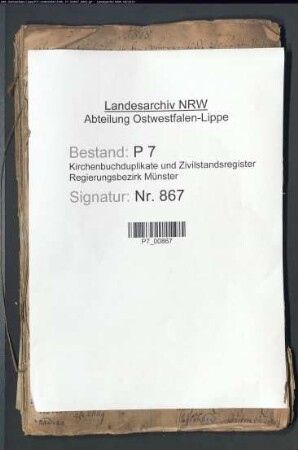 Landesarchiv NRW
Abteilung Ostwestfalen-Lippe
Bestand: P 7
Kirchenbuchduplikate und Zivilstandsregister
Regierungsbezirk Münster
Signatur: Nr. 867
P7_00867